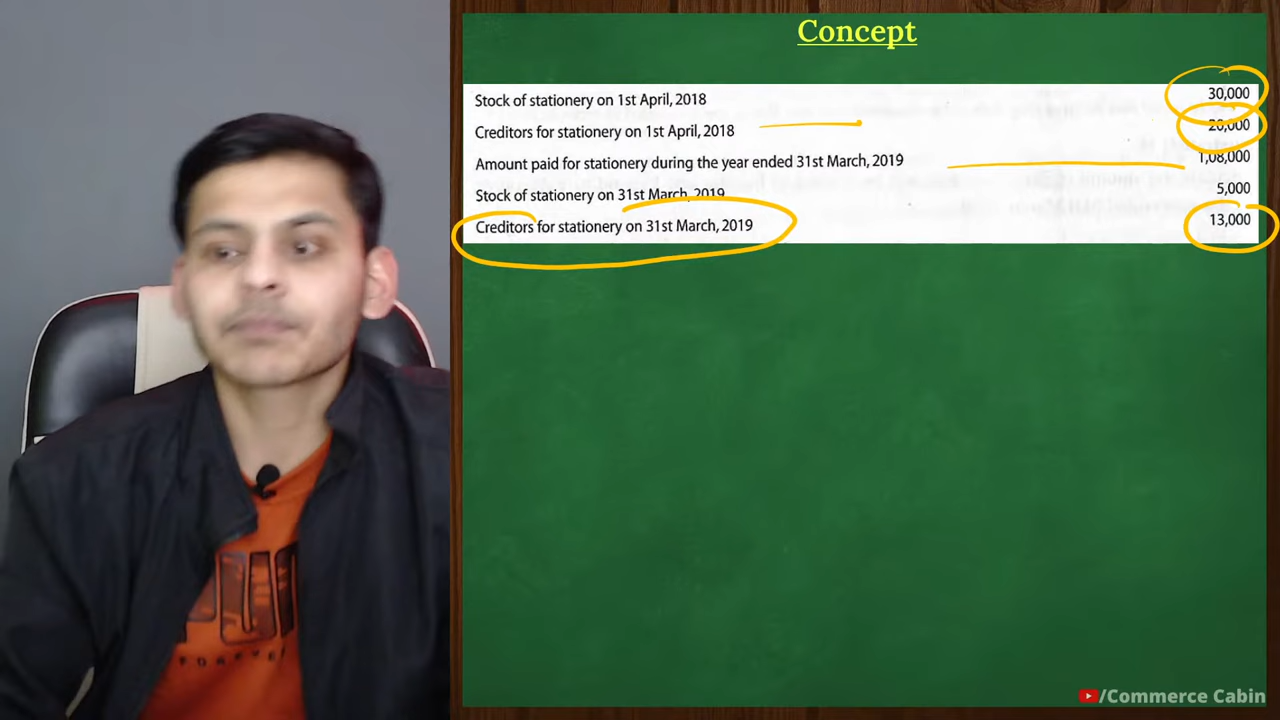 Concept
Stock of stationery on 1st April, 2018 30,000
Creditors for stationery on 1st April, 2018 20,000
Amount paid for stationery during the year ended 31st March, 2019 1,08,000
Stock of stationery on 31st March, 2019 5,000
Creditors for stationery on 31st March, 2019 13,000
FOREVER
/Commerce Cabin